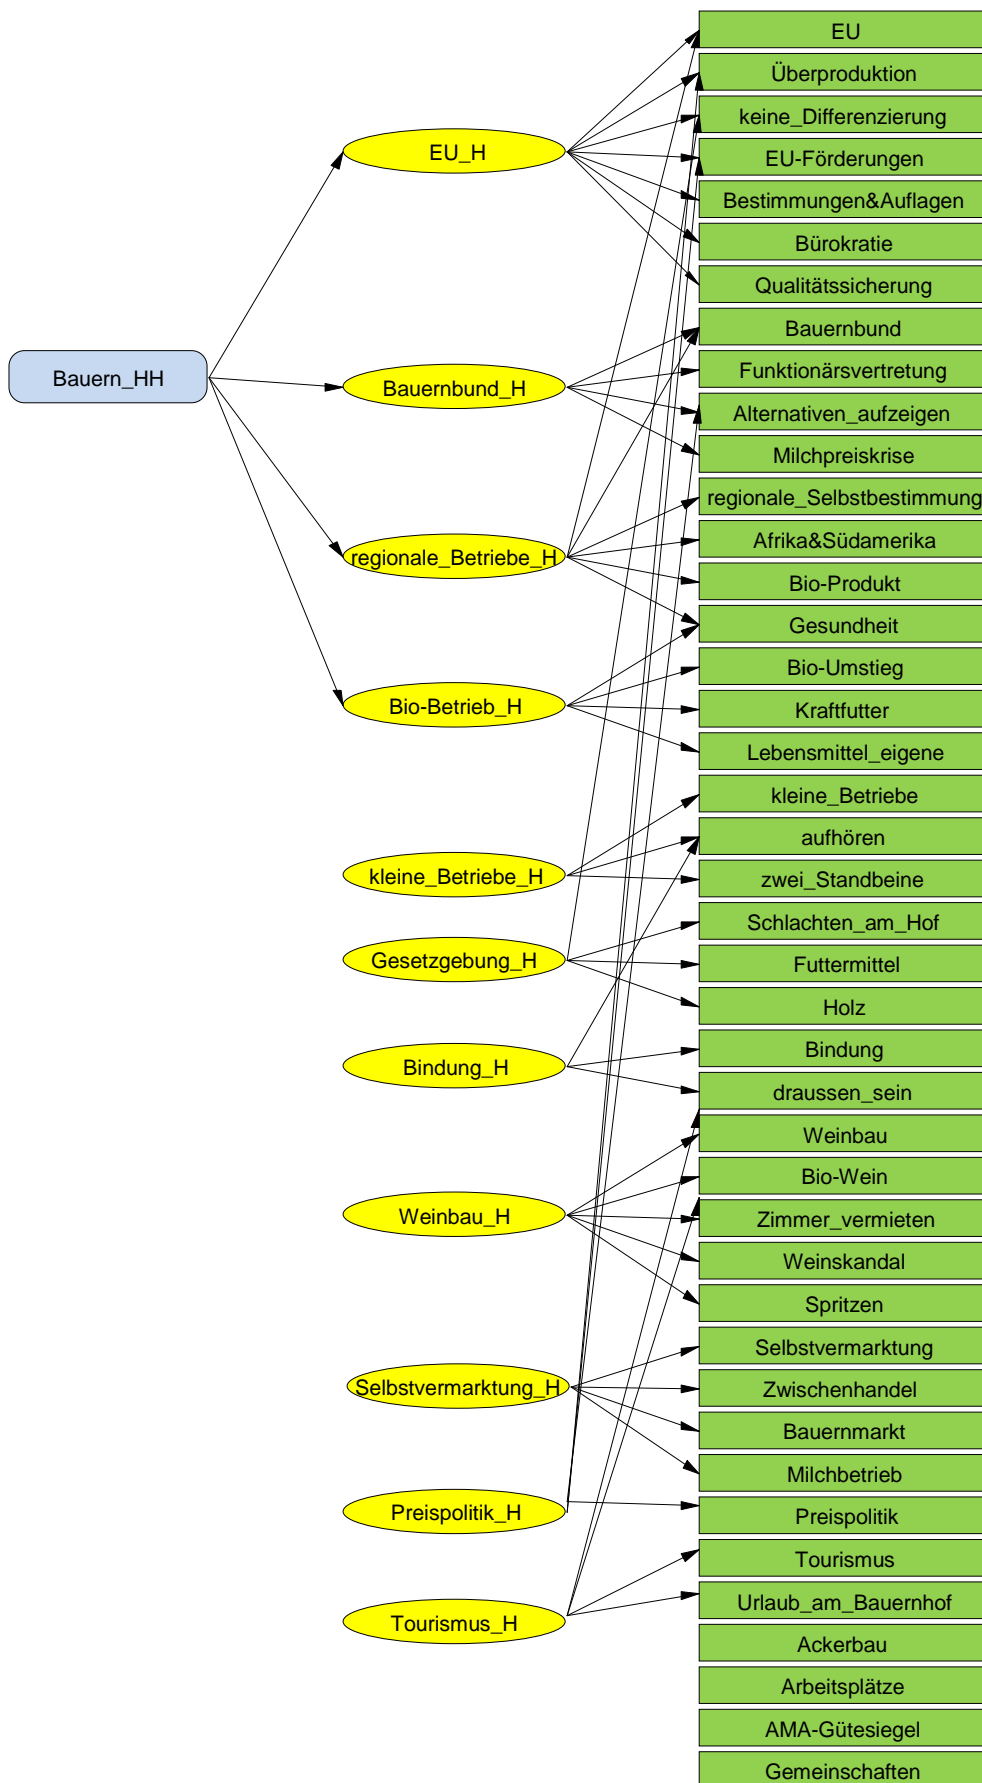 Bauern_HH
EU_H
Bauernbund_H
regionale_Betriebe_H
Bio-Betrieb_H
kleine_Betriebe_H
Gesetzgebung_H
Bindung_H
Weinbau_H
Selbstvermarktung_H
Preispolitik_H
Tourismus_H
EU
Überproduktion
keine_Differenzierung
EU-Förderungen
Bestimmungen&Auflagen
Bürokratie
Qualitätssicherung
Bauernbund
Funktionärsvertretung
Alternativen_aufzeigen
Milchpreiskrise
regionale_Selbstbestimmung
Afrika&Südamerika
Bio-Produkt
Gesundheit
Bio-Umstieg
Kraftfutter
Lebensmittel_eigene
kleine_Betriebe
aufhören
zwei_Standbeine
Schlachten_am_Hof
Futtermittel
Holz
Bindung
draussen_sein
Weinbau
Bio-Wein
Zimmer_vermieten
Weinskandal
Spritzen
Selbstvermarktung
Zwischenhandel
Bauernmarkt
Milchbetrieb
Preispolitik
Tourismus
Urlaub_am_Bauernhof
Ackerbau
Arbeitsplätze
AMA-Gütesiegel
Gemeinschaften